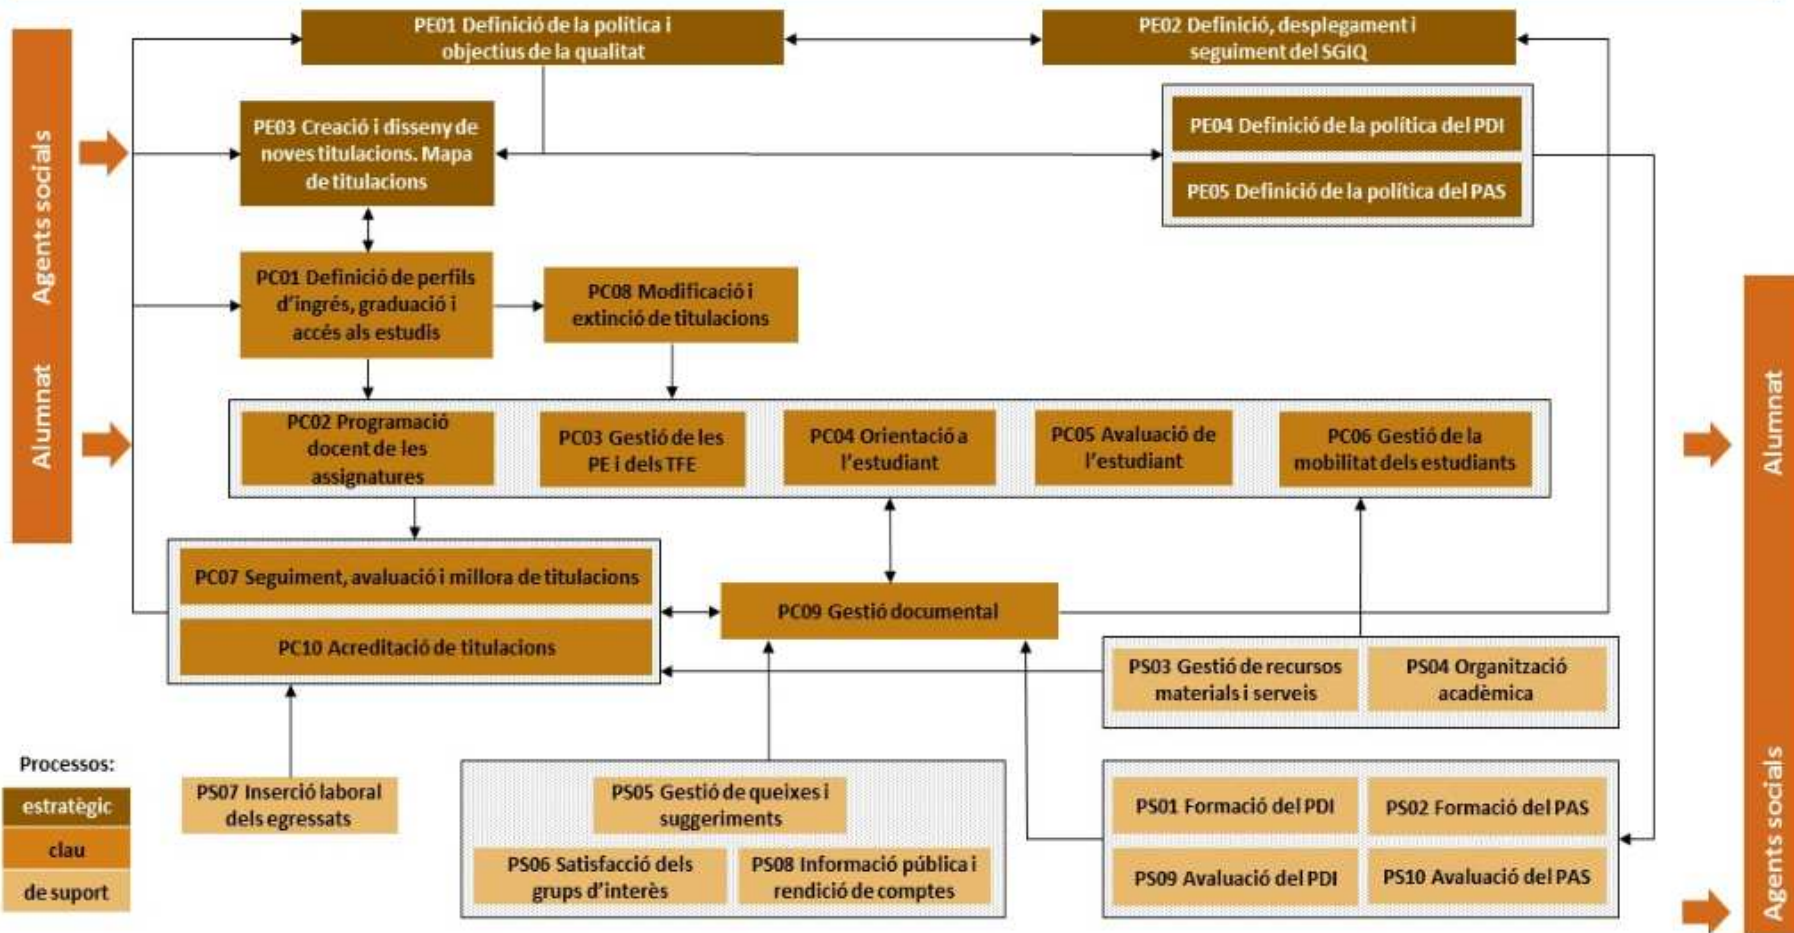 PE01 Definició de la política i
objectius de la qualitat
PE02 Definició, desplegament i
seguiment del SGIQ
Agents socials
Alumnat
PE03 Creació i disseny de
noves titulacions. Mapa
de titulacions
PE04 Definició de la política del PDI
PE05 Definició de la política del PAS
PC01 Definició de perfils
d'ingrés, graduació i
accés als estudis
PC08 Modificació i
extinció de titulacions
PC02 Programació
docent de les
assignatures
PC03 Gestió de les
PE i dels TFE
PC04 Orientació a
l'estudiant
PC05 Avaluació de
l'estudiant
PC06 Gestió de la
mobilitat dels estudiants
Alumnat
Agents socials
PC07 Seguiment, avaluació i millora de titulacions
PC10 Acreditació de titulacions
PC09 Gestió documental
PS03 Gestió de recursos
materials i serveis
PS04 Organització
acadèmica
Processos:
estratègic
clau
de suport
PS07 Inserció laboral
dels egressats
PS05 Gestió de queixes i
suggeriments
PS06 Satisfacció dels
grups d'interès
PS08 Informació pública i
rendició de comptes
PS01 Formació del PDI
PS02 Formació del PAS
PS09 Avaluació del PDI
PS10 Avaluació del PAS